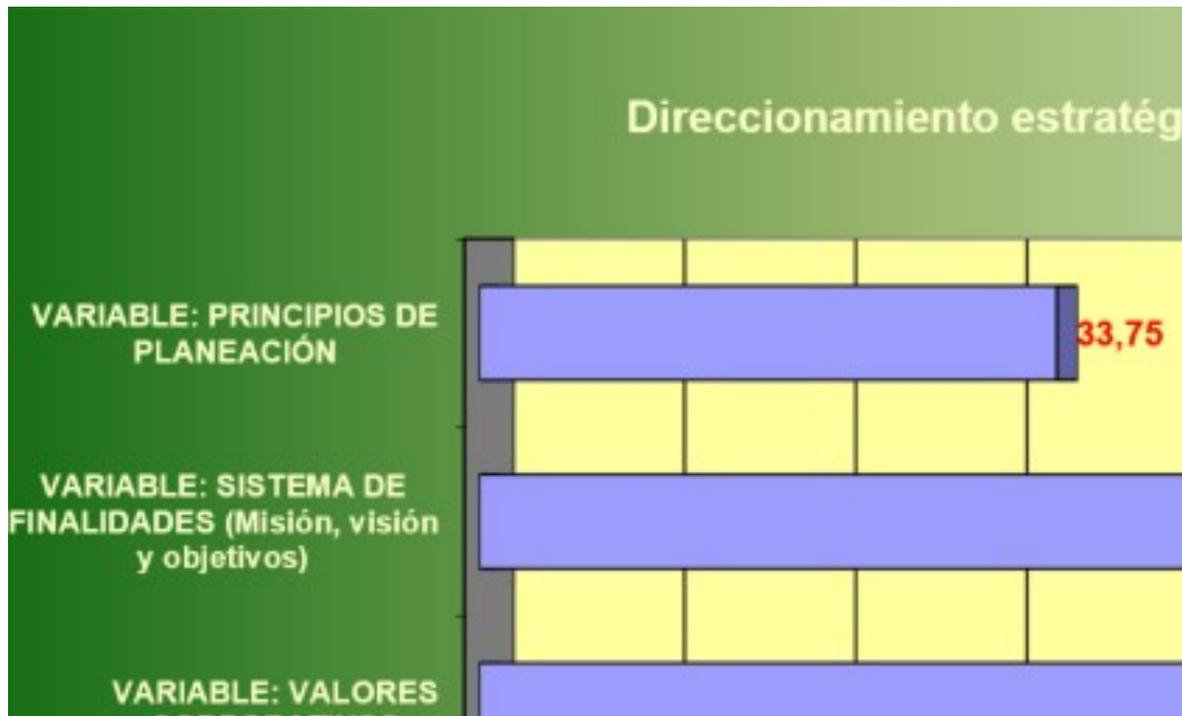 Direccionamiento estratég
VARIABLE: PRINCIPIOS DE
PLANEACIÓN
33,75
VARIABLE: SISTEMA DE
FINALIDADES (Misión, visión
y objetivos)
VARIABLE: VALORES